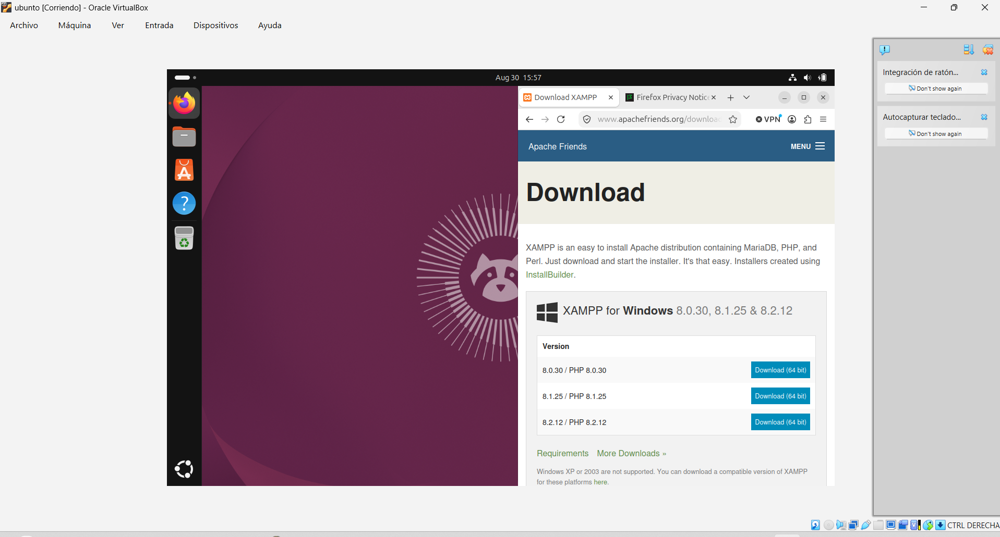 ubunto [Corriendo] - Oracle VirtualBox
Archivo Máquina Ver Entrada Dispositivos Ayuda
Integración de ratón...
Don't show again
Autocapturar teclado...
Don't show again
Aug 30 15:57
Download XAMPP
Firefox Privacy Notice
www.apachefriends.org/download
VPN
Apache Friends
MENU
Download
XAMPP is an easy to install Apache distribution containing MariaDB, PHP, and
Perl. Just download and start the installer. It's that easy. Installers created using
InstallBuilder.
XAMPP for Windows 8.0.30, 8.1.25 & 8.2.12
Version
8.0.30 / PHP 8.0.30 Download (64 bit)
8.1.25 / PHP 8.1.25 Download (64 bit)
8.2.12 / PHP 8.2.12 Download (64 bit)
Requirements More Downloads »
Windows XP or 2003 are not supported. You can download a compatible version of XAMPP
for these platforms here.
CTRL DERECHA